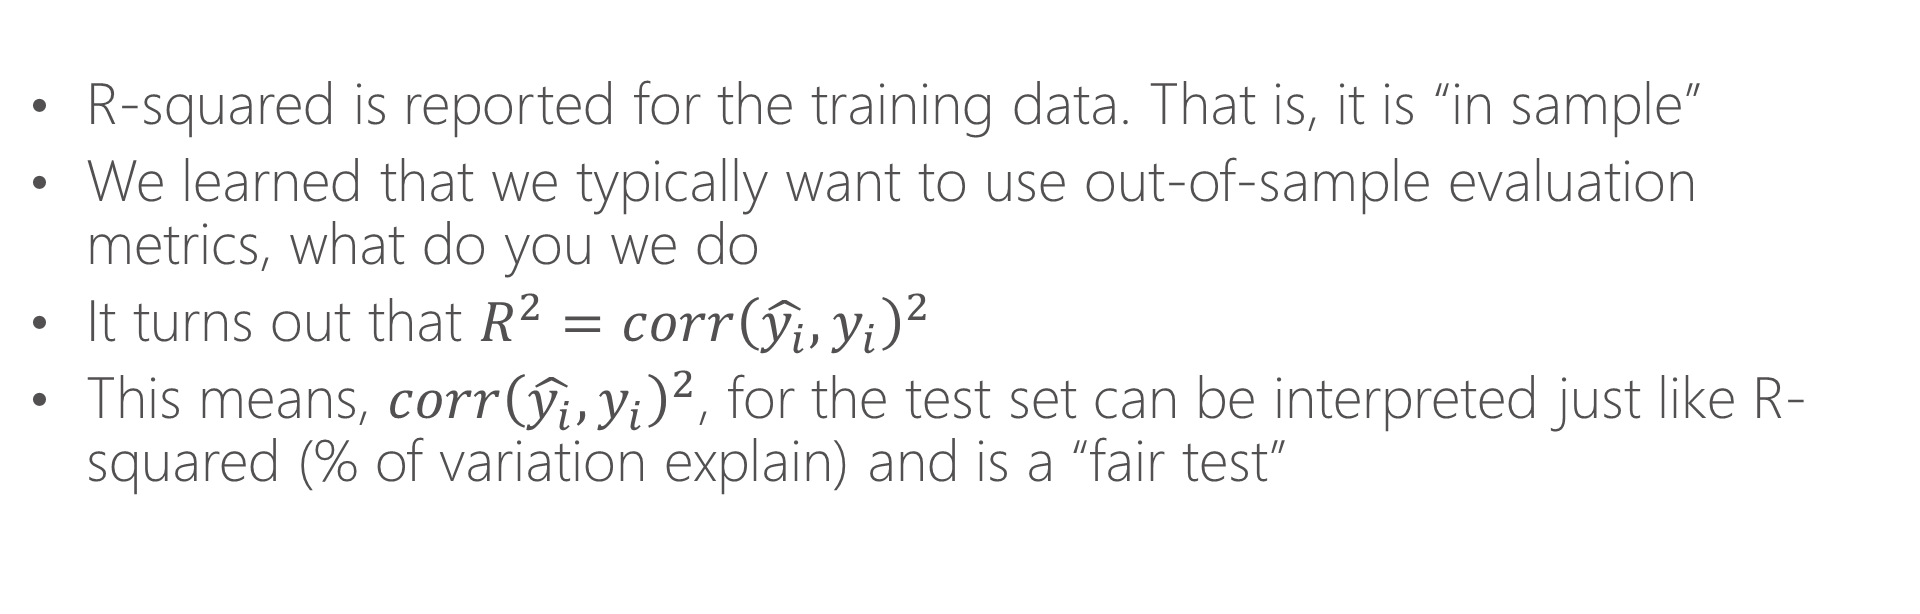 • R-squared is reported for the training data. That is, it is “in sample”
• We learned that we typically want to use out-of-sample evaluation
metrics, what do you we do
• It turns out that R² = corr(ŷᵢ, yᵢ)²
• This means, corr(ŷᵢ, yᵢ)², for the test set can be interpreted just like R-
squared (% of variation explain) and is a “fair test”